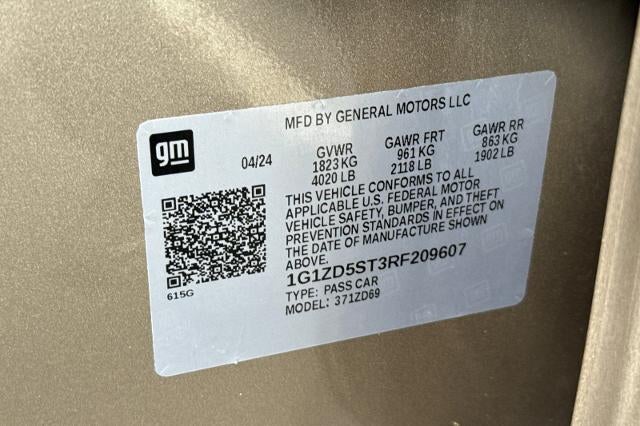 MFD BY GENERAL MOTORS LLC
gm
04/24
GVWR
1823 KG
4020 LB
GAWR FRT
961 KG
2118 LB
GAWR RR
863 KG
1902 LB
THIS VEHICLE CONFORMS TO ALL
APPLICABLE U.S. FEDERAL MOTOR
VEHICLE SAFETY, BUMPER, AND THEFT
PREVENTION STANDARDS IN EFFECT ON
THE DATE OF MANUFACTURE SHOWN
ABOVE.
1G1ZD5ST3RF209607
TYPE: PASS CAR
MODEL: 371ZD69
615G